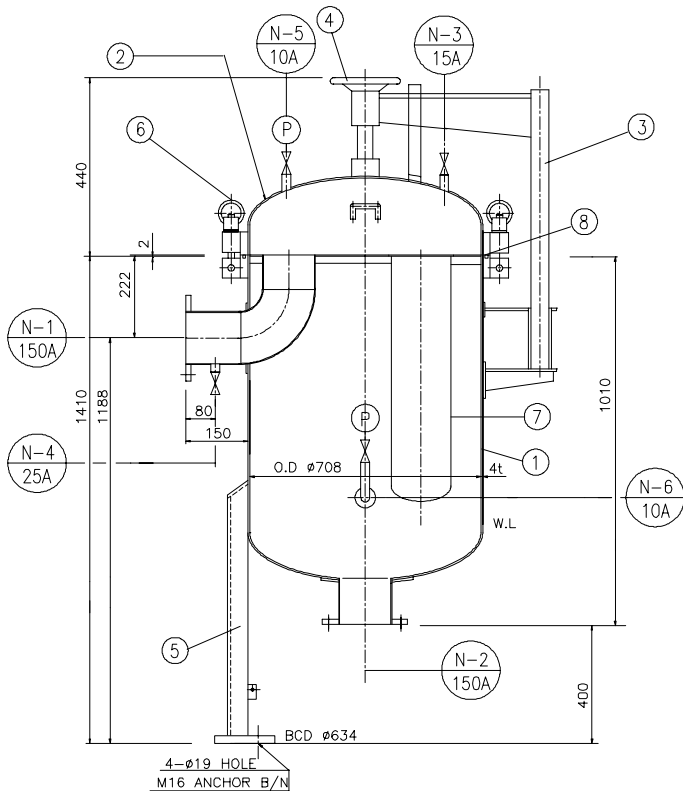 4
N-5
10A
N-3
15A
2
P
6
3
440
8
2
222
N-1
150A
1410
1188
1010
80
150
7
P
1
N-4
25A
O.D ø708
4t
N-6
10A
W.L
5
N-2
150A
400
BCD ø634
4-ø19 HOLE
M16 ANCHOR B/N